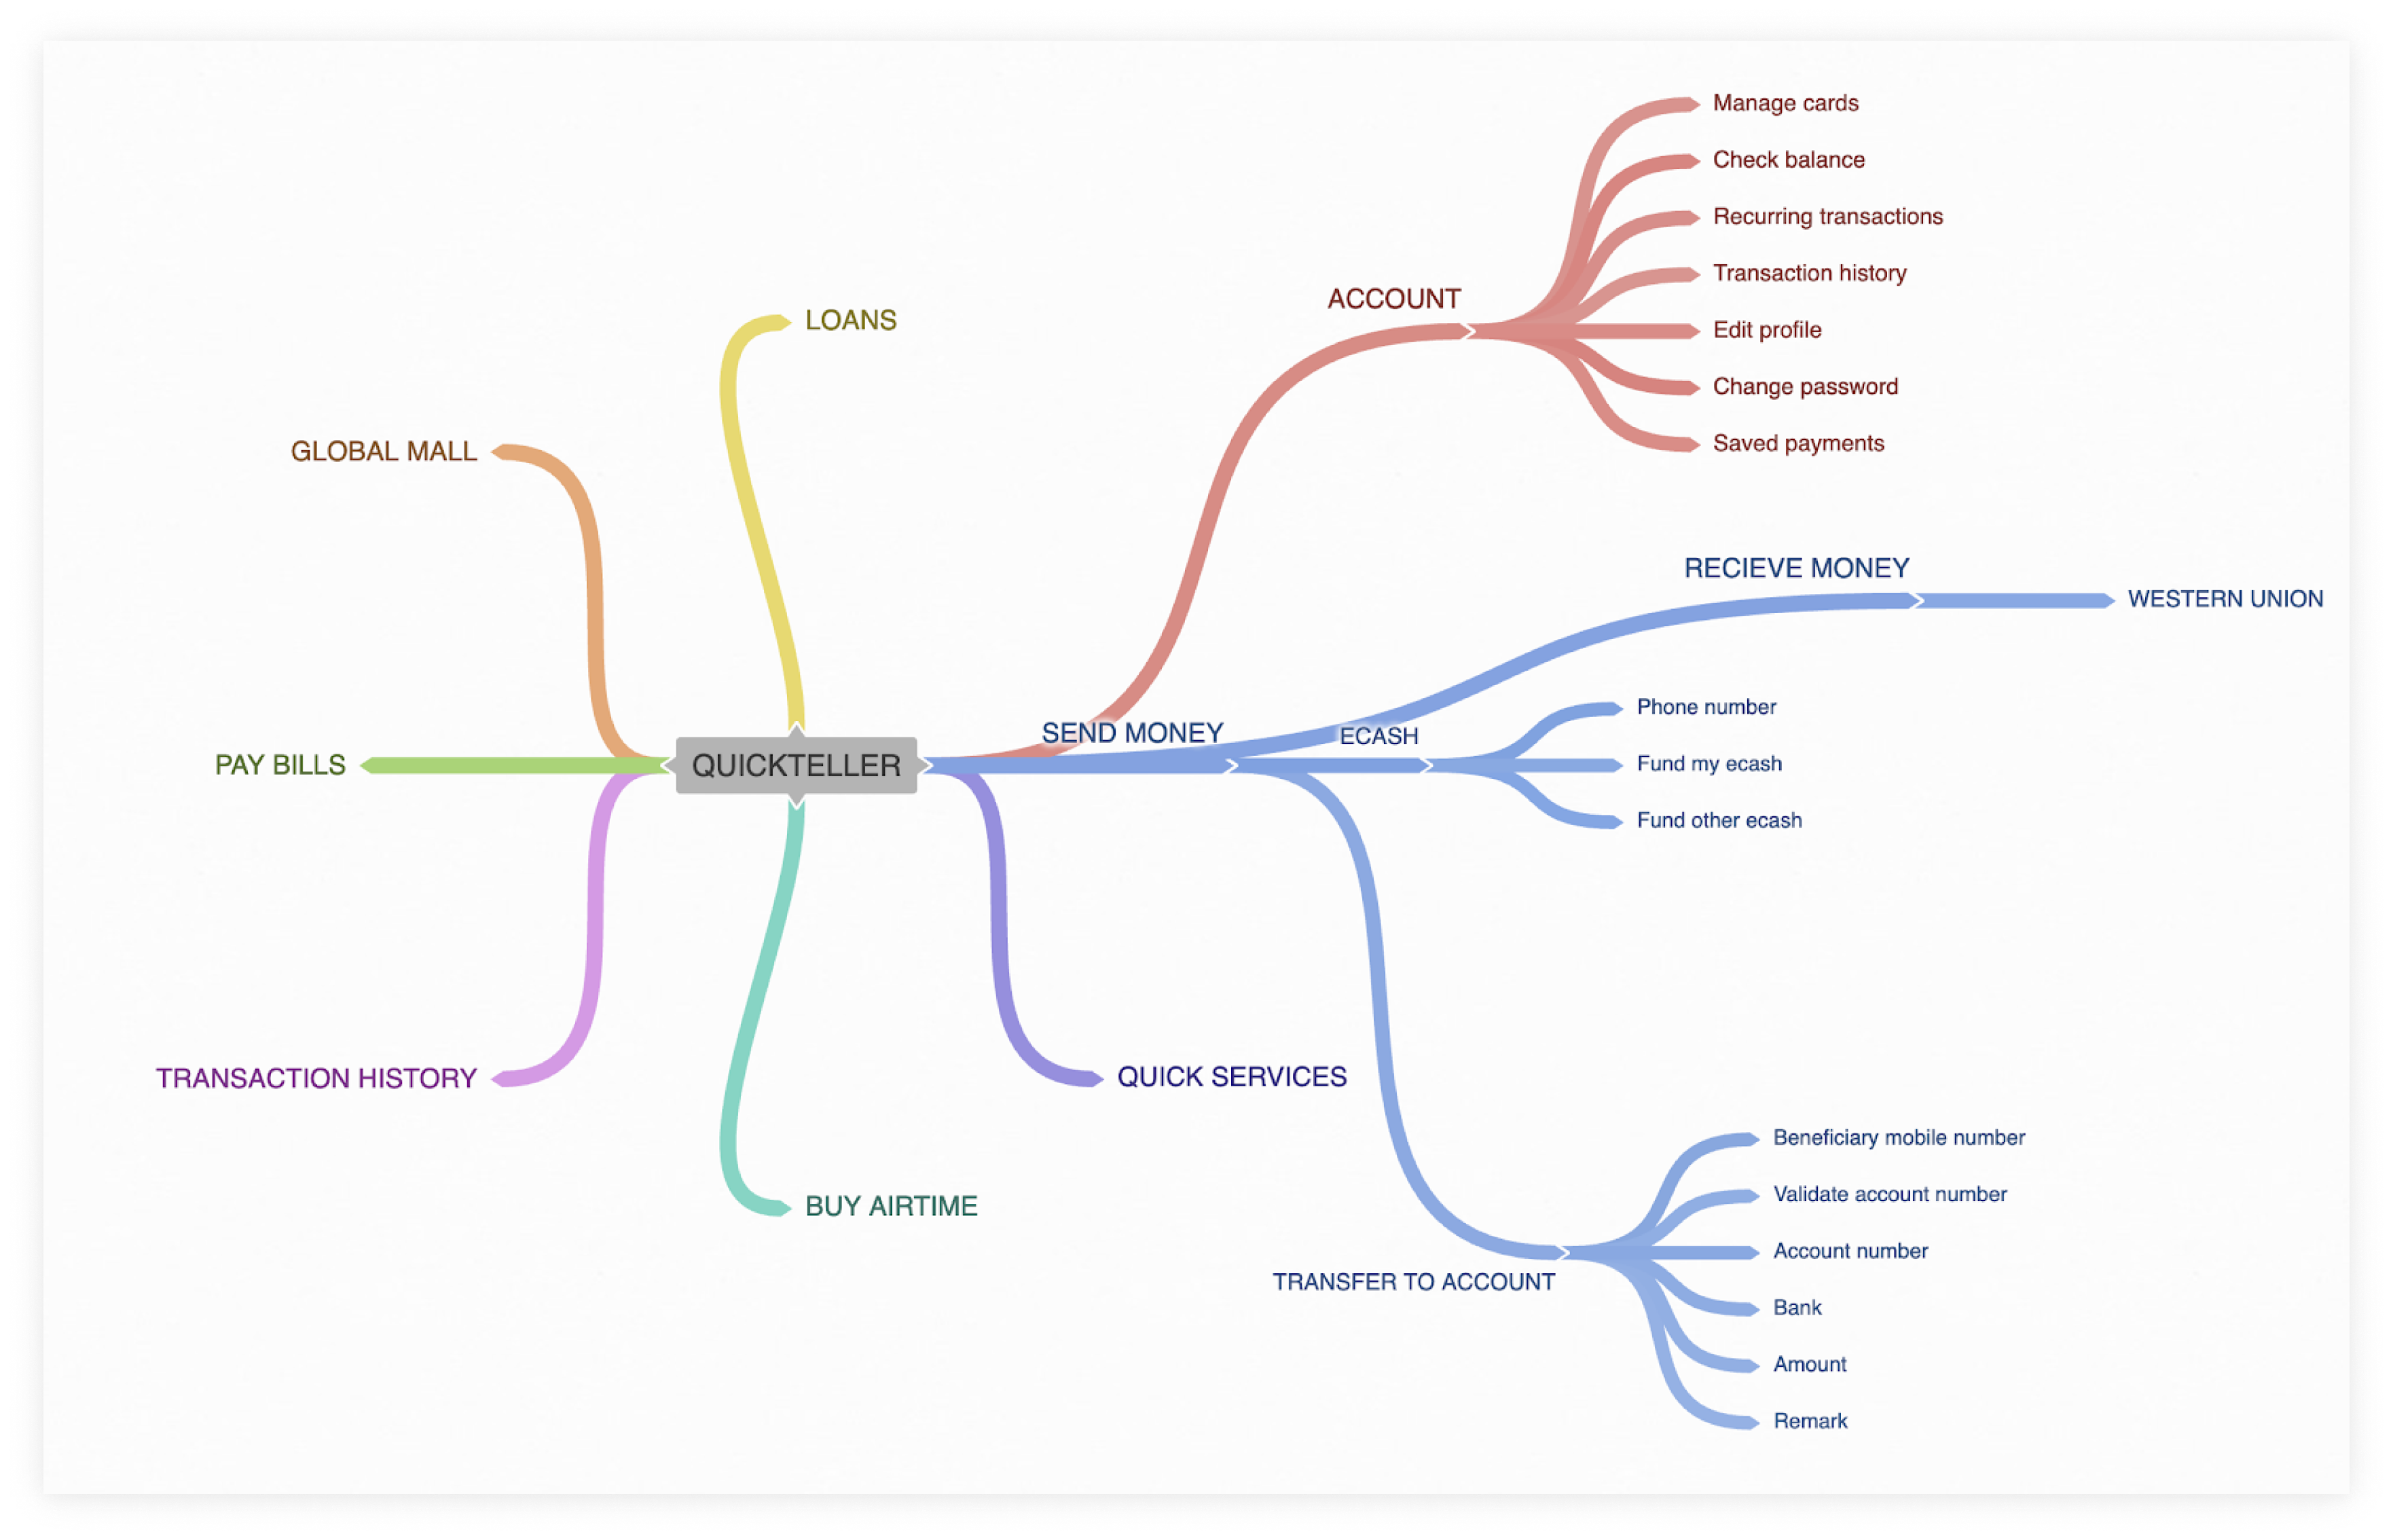 QUICKTELLER
LOANS
GLOBAL MALL
PAY BILLS
TRANSACTION HISTORY
BUY AIRTIME
QUICK SERVICES
ACCOUNT
Manage cards
Check balance
Recurring transactions
Transaction history
Edit profile
Change password
Saved payments
SEND MONEY
RECIEVE MONEY
WESTERN UNION
ECASH
Phone number
Fund my ecash
Fund other ecash
TRANSFER TO ACCOUNT
Beneficiary mobile number
Validate account number
Account number
Bank
Amount
Remark